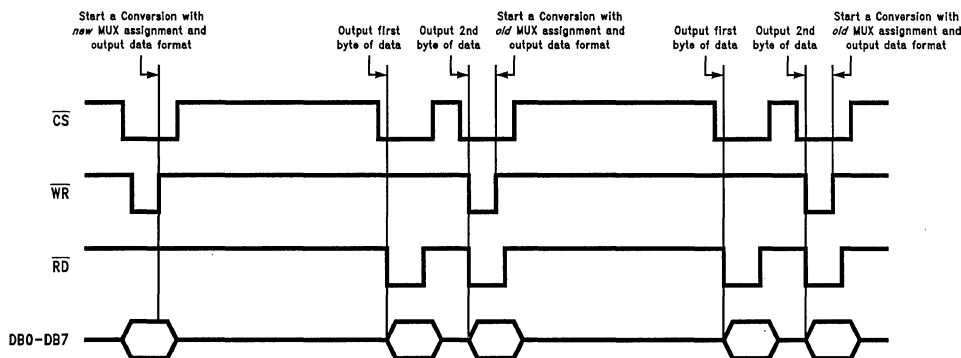 Start a Conversion with
new MUX assignment and
output data format
Output first
byte of data
Output 2nd
byte of data
Start a Conversion with
old MUX assignment and
output data format
Output first
byte of data
Output 2nd
byte of data
Start a Conversion with
old MUX assignment and
output data format
CS
WR
RD
DB0-DB7